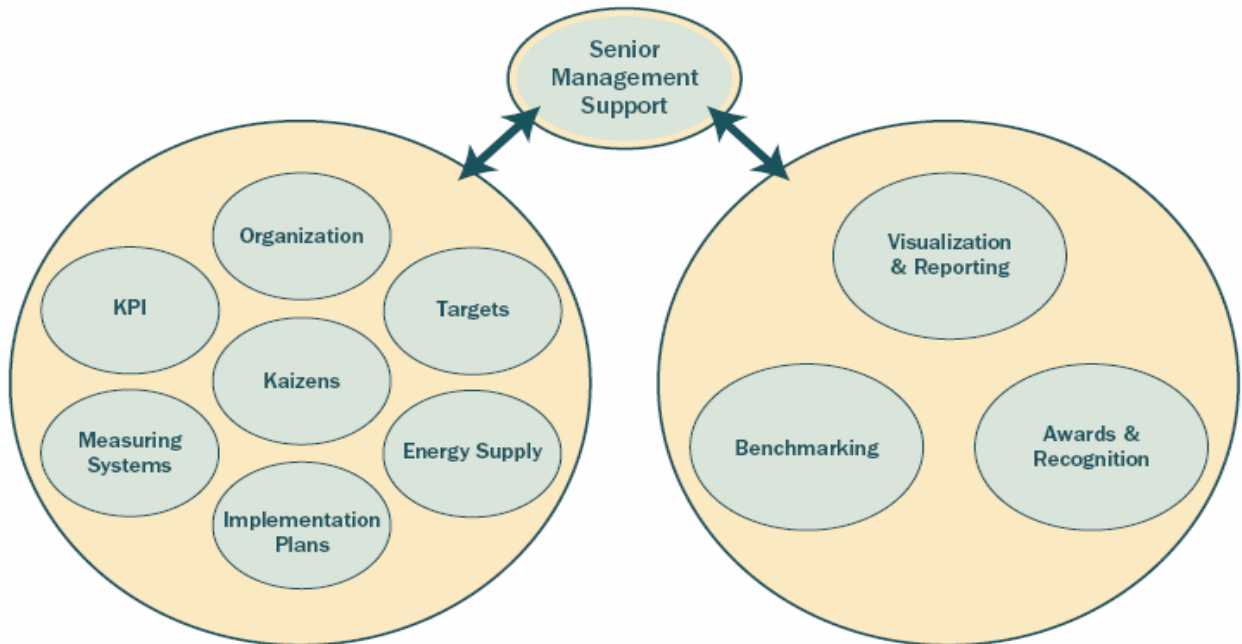 Senior
Management
Support
Organization
KPI
Targets
Kaizens
Measuring
Systems
Energy Supply
Implementation
Plans
Visualization
& Reporting
Benchmarking
Awards &
Recognition